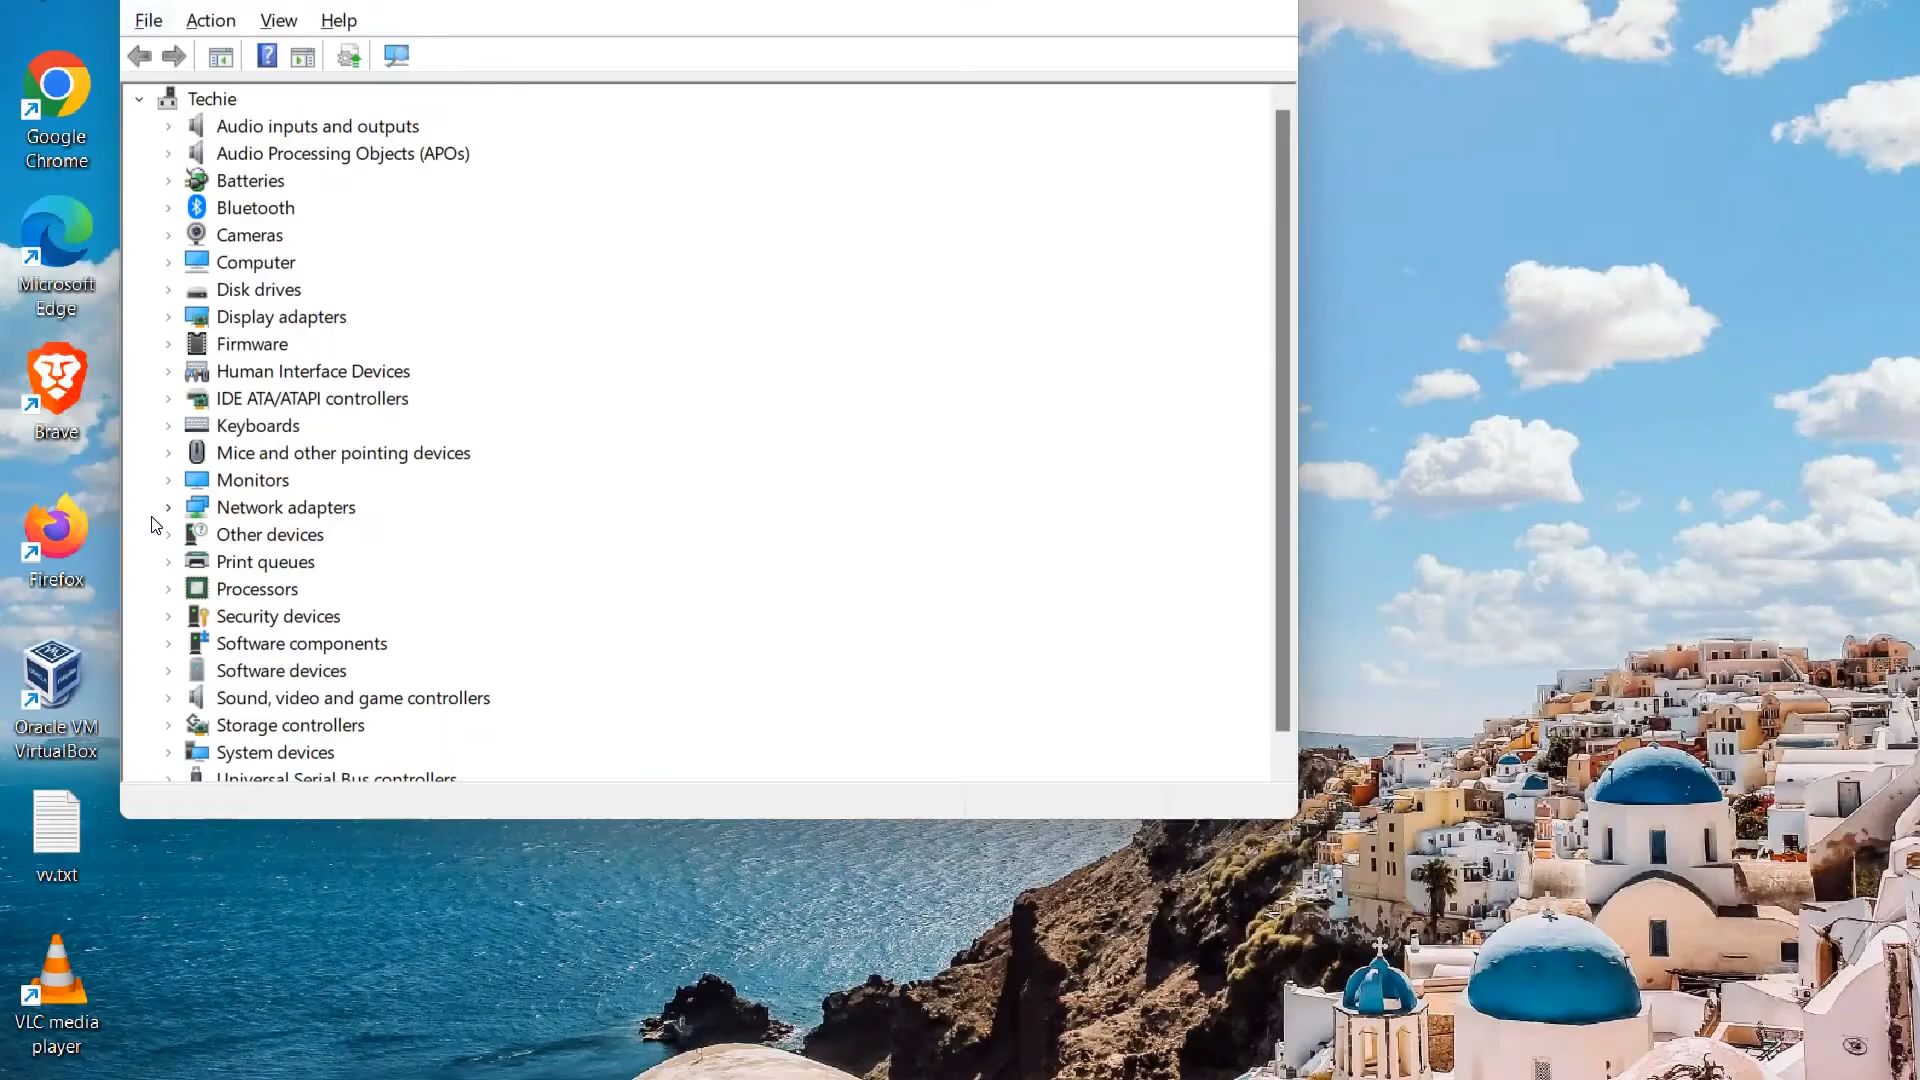 File Action View Help
Techie
Audio inputs and outputs
Audio Processing Objects (APOs)
Batteries
Bluetooth
Cameras
Computer
Disk drives
Display adapters
Firmware
Human Interface Devices
IDE ATA/ATAPI controllers
Keyboards
Mice and other pointing devices
Monitors
Network adapters
Other devices
Print queues
Processors
Security devices
Software components
Software devices
Sound, video and game controllers
Storage controllers
System devices
Universal Serial Bus controllers
Google
Chrome
Microsoft
Edge
Brave
Firefox
Oracle VM
VirtualBox
vv.txt
VLC media
player